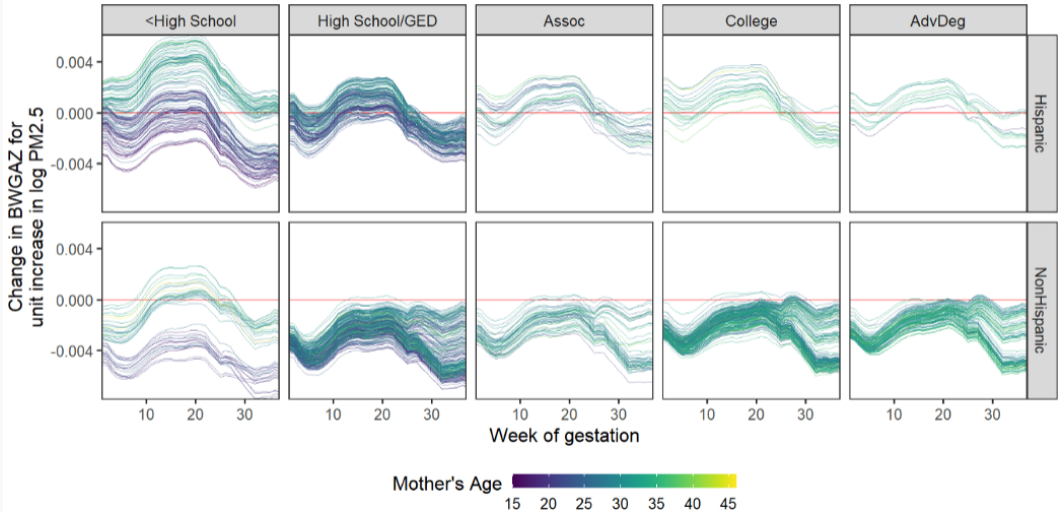 <High School
High School/GED
Assoc
College
AdvDeg
Change in BWGAZ for
unit increase in log PM2.5
0.004
0.000
-0.004
Hispanic
0.004
0.000
-0.004
NonHispanic
10 20 30
10 20 30
10 20 30
10 20 30
10 20 30
Week of gestation
Mother's Age
15 20 25 30 35 40 45